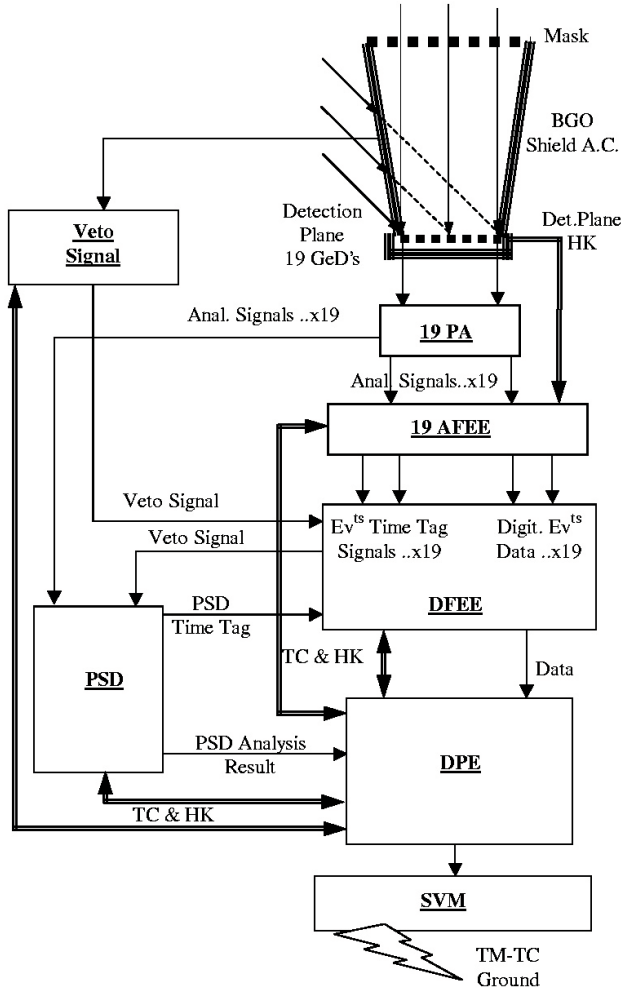 Mask
BGO
Shield A.C.
Detection
Plane
19 GeD's
Det.Plane
HK
Veto
Signal
Anal. Signals ..x19
19 PA
Anal. Signals..x19
19 AFEE
Veto Signal
Evts Time Tag
Signals ..x19
Digit. Evts
Data ..x19
Veto Signal
DFEE
PSD
Time Tag
TC & HK
Data
PSD
PSD Analysis
Result
DPE
TC & HK
SVM
TM-TC
Ground